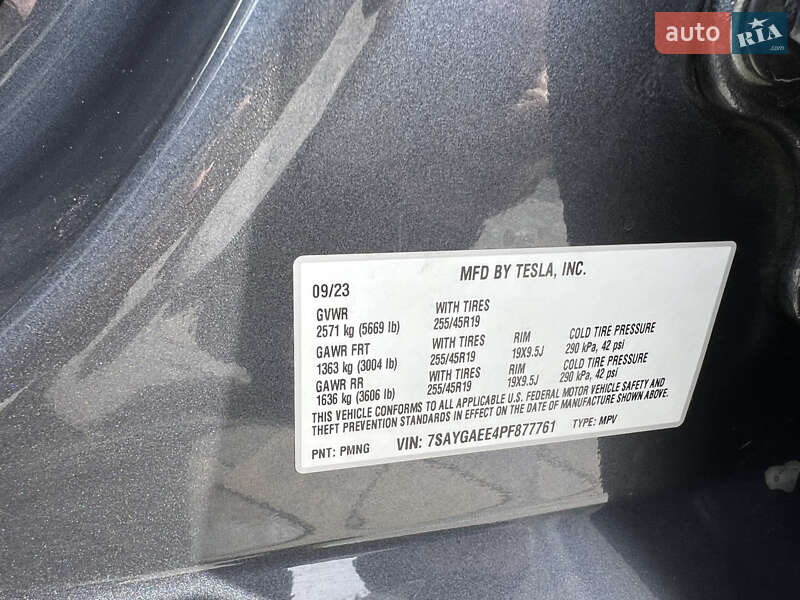 auto RIA.com
MFD BY TESLA, INC.
09/23
GVWR WITH TIRES
2571 kg (5669 lb) 255/45R19
GAWR FRT WITH TIRES RIM COLD TIRE PRESSURE
1363 kg (3004 lb) 255/45R19 19X9.5J 290 kPa, 42 psi
GAWR RR WITH TIRES RIM COLD TIRE PRESSURE
1636 kg (3606 lb) 255/45R19 19X9.5J 290 kPa, 42 psi
THIS VEHICLE CONFORMS TO ALL APPLICABLE U.S. FEDERAL MOTOR VEHICLE SAFETY AND
THEFT PREVENTION STANDARDS IN EFFECT ON THE DATE OF MANUFACTURE SHOWN ABOVE.
PNT: PMNG VIN: 7SAYGAEE4PF877761 TYPE: MPV